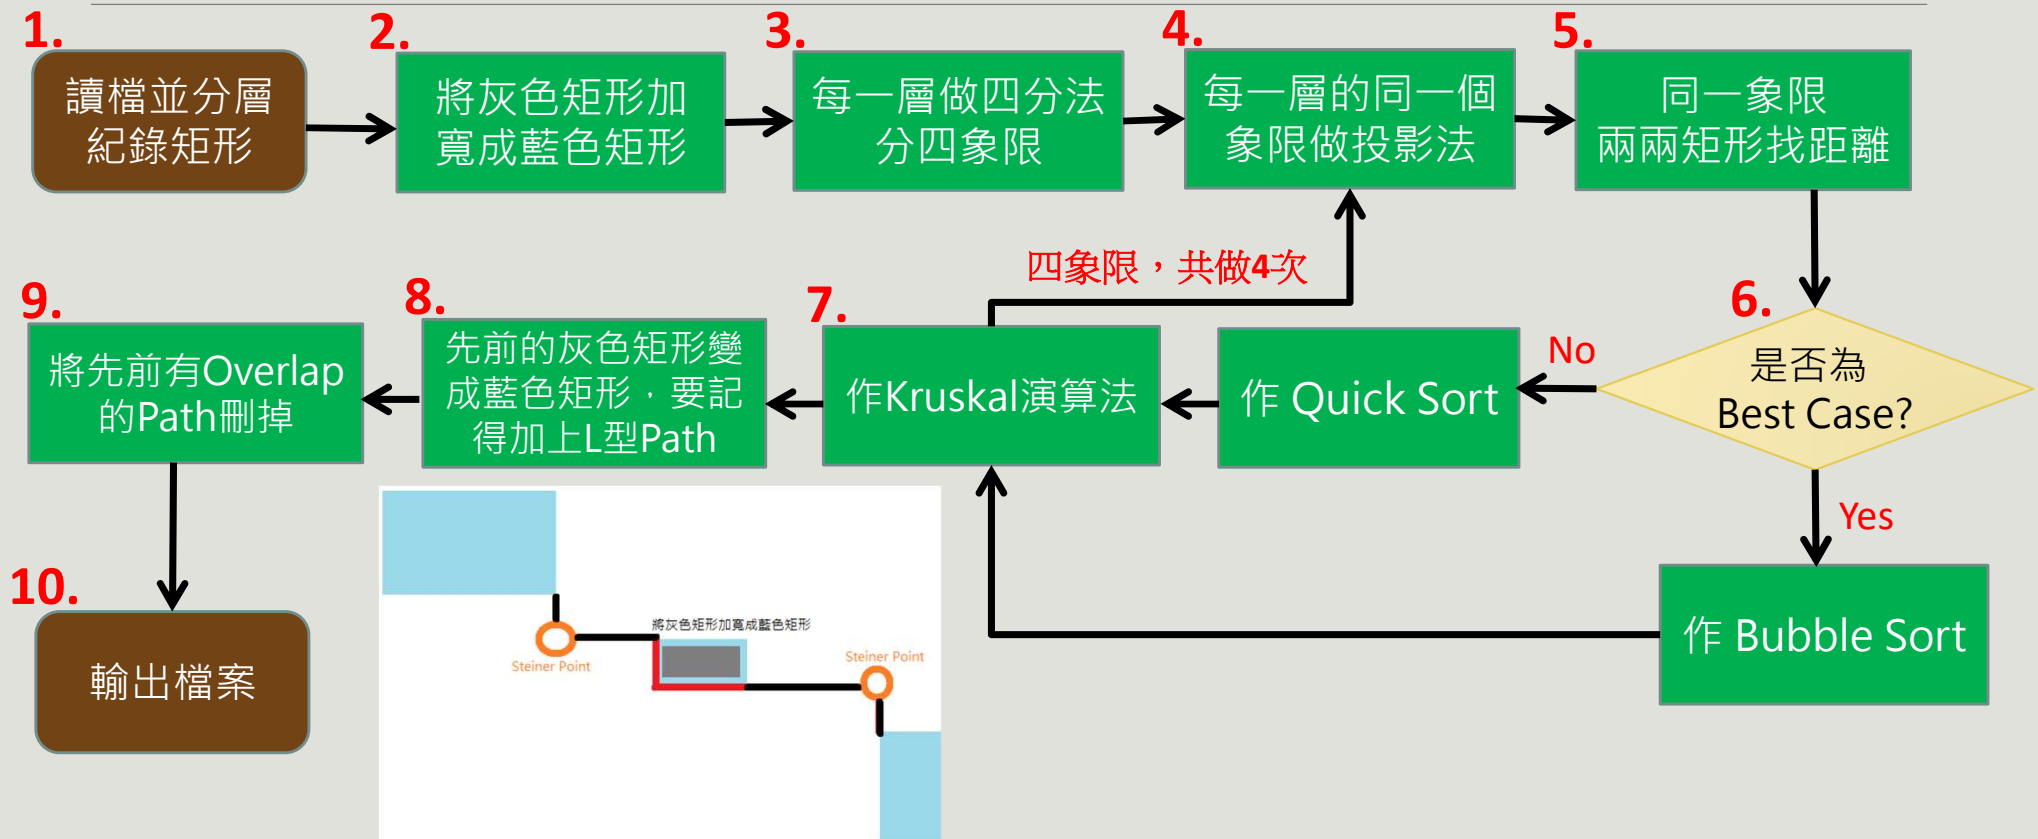 1.
讀檔並分層
紀錄矩形
2.
將灰色矩形加
寬成藍色矩形
3.
每一層做四分法
分四象限
4.
每一層的同一個
象限做投影法
5.
同一象限
兩兩矩形找距離
四象限，共做4次
6.
是否為
Best Case?
No
Yes
作 Quick Sort
作 Bubble Sort
7.
作Kruskal演算法
8.
先前的灰色矩形變
成藍色矩形，要記
得加上L型Path
9.
將先前有Overlap
的Path刪掉
10.
輸出檔案
將灰色矩形加寬成藍色矩形
Steiner Point
Steiner Point